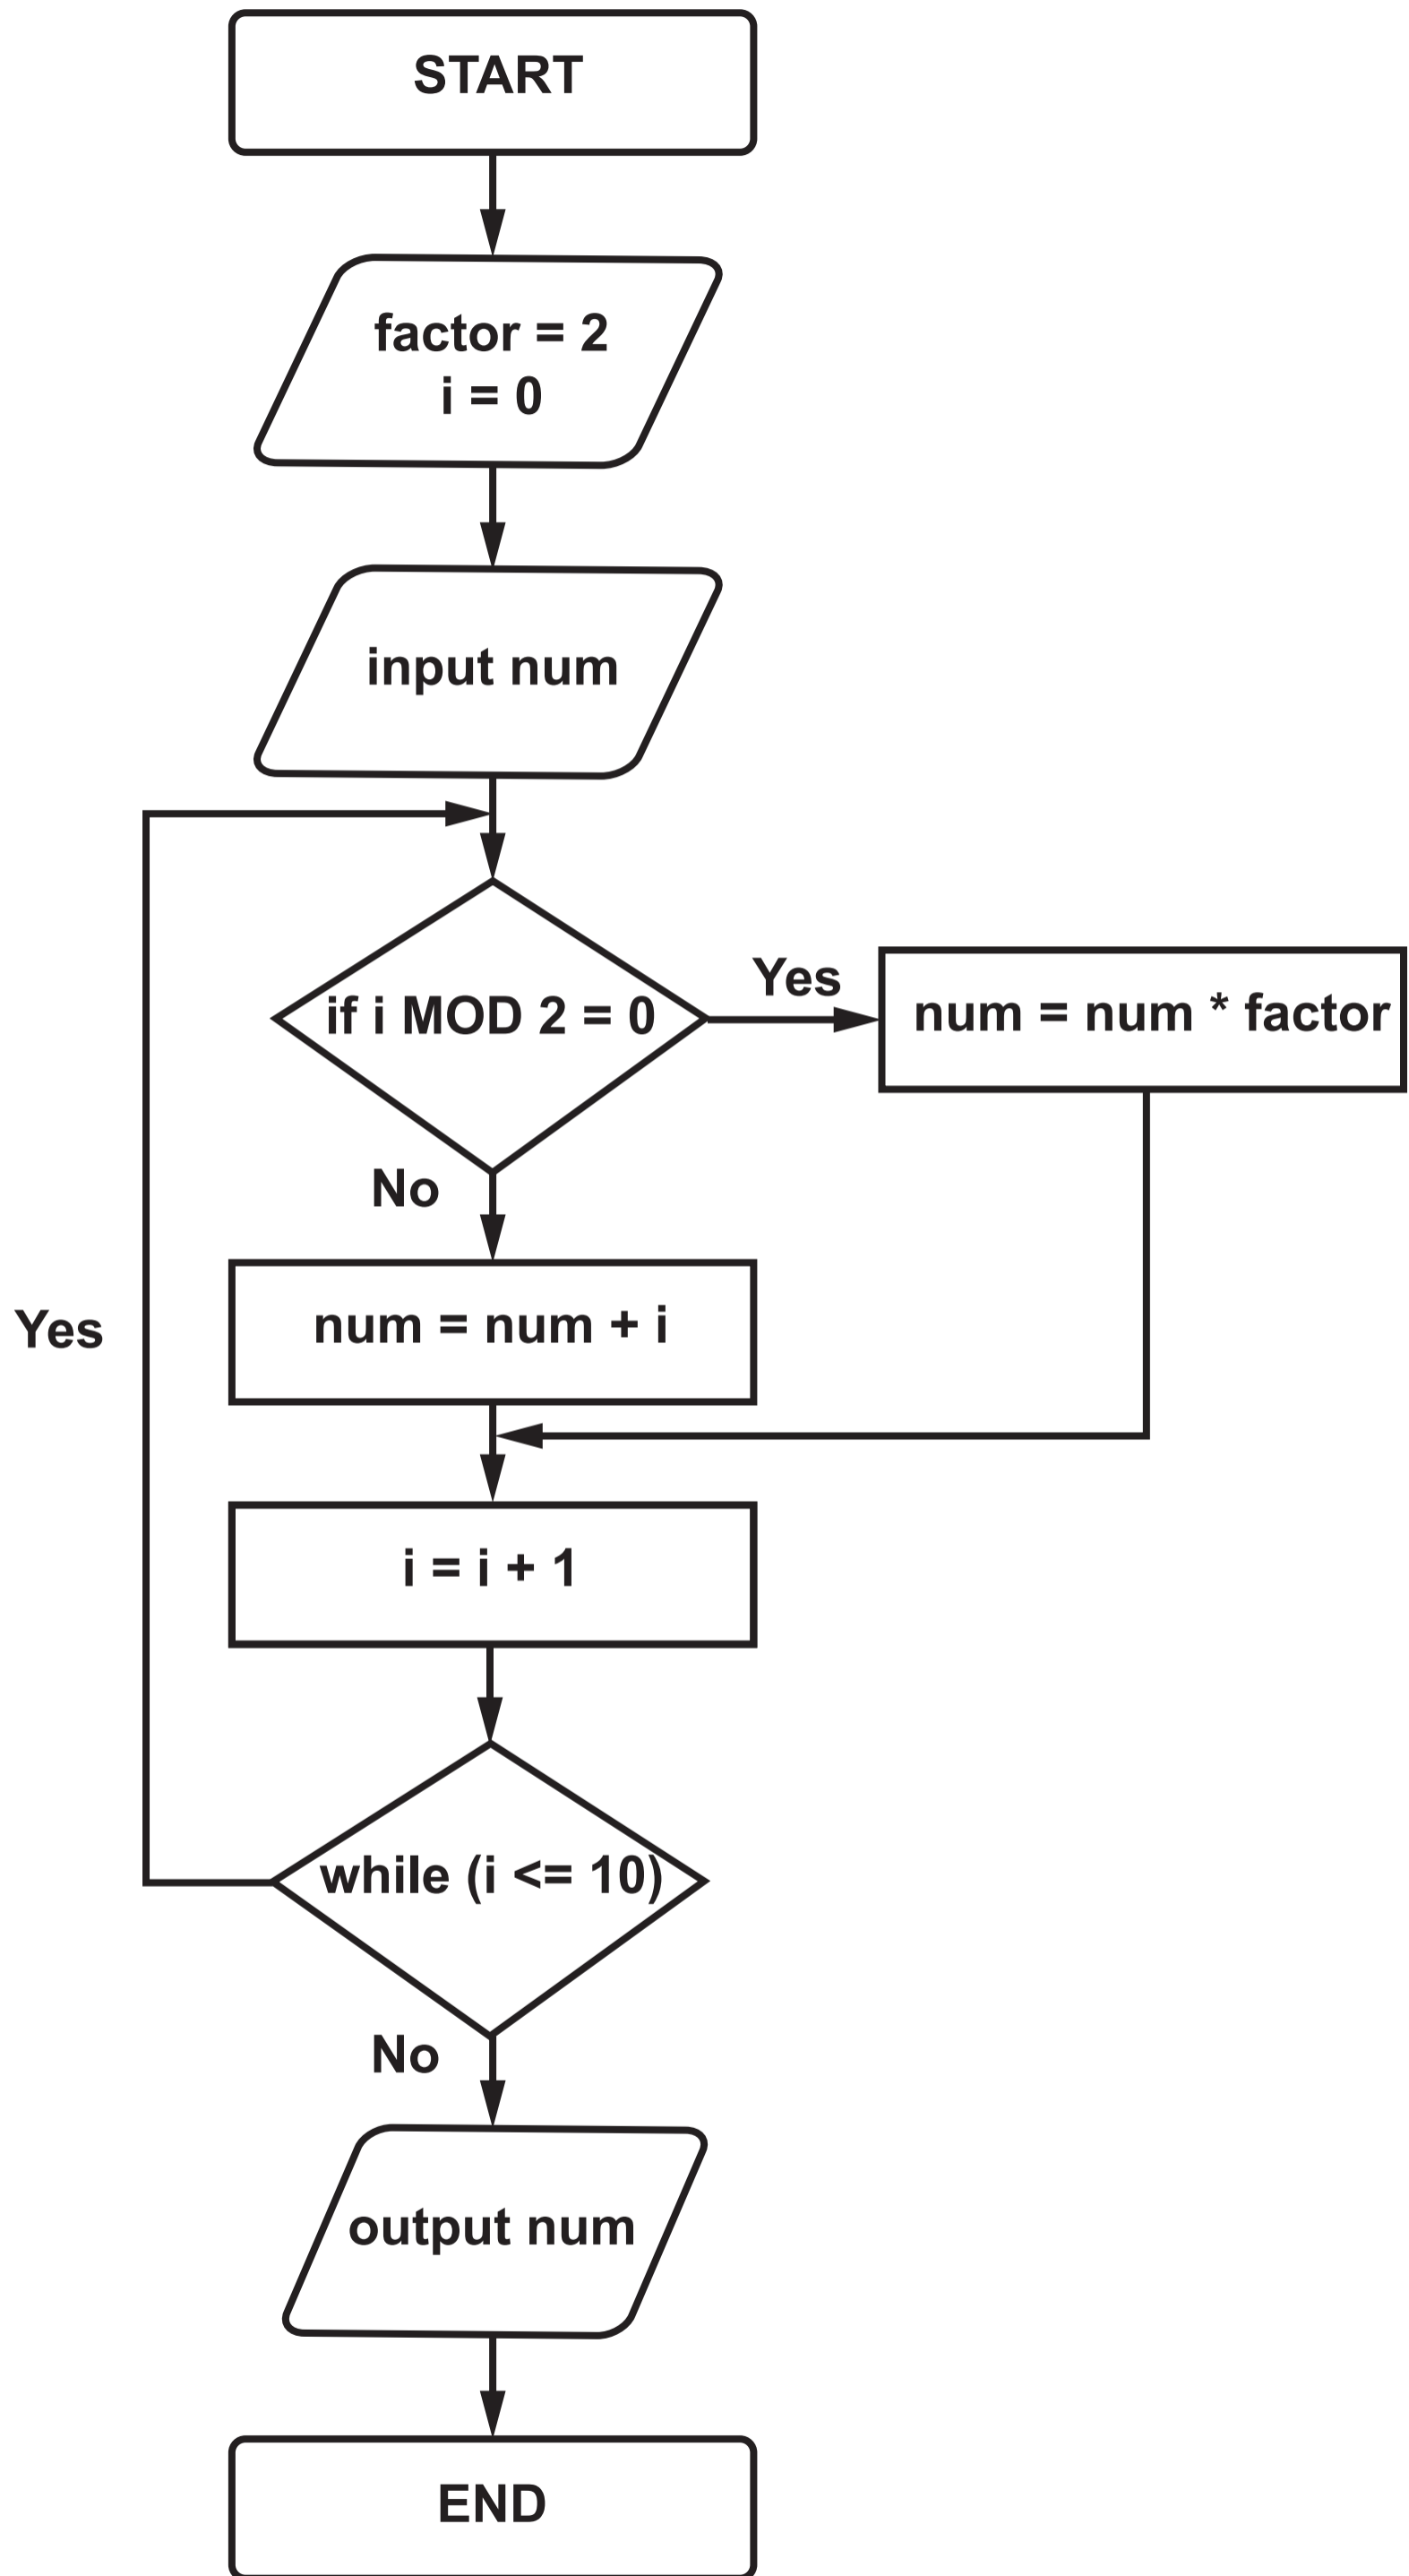 START
factor = 2
i = 0
input num
if i MOD 2 = 0
Yes
num = num * factor
No
num = num + i
Yes
i = i + 1
while (i <= 10)
No
output num
END